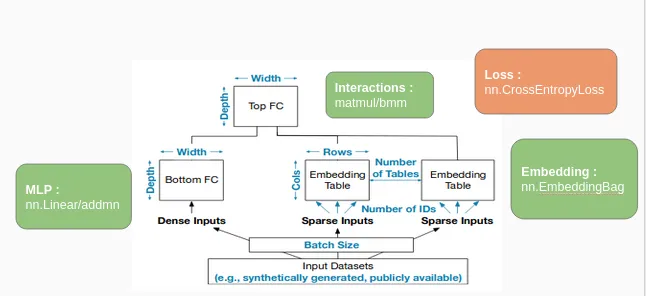 Loss :
nn.CrossEntropyLoss
Interactions :
matmul/bmm
Width
Depth
Top FC
Width
Depth
Bottom FC
Rows
Cols
Embedding
Table
Number
of Tables
Embedding
Table
Embedding :
nn.EmbeddingBag
MLP :
nn.Linear/addmn
Number of IDs
Dense Inputs
Sparse Inputs
Sparse Inputs
Batch Size
Input Datasets
(e.g., synthetically generated, publicly available)